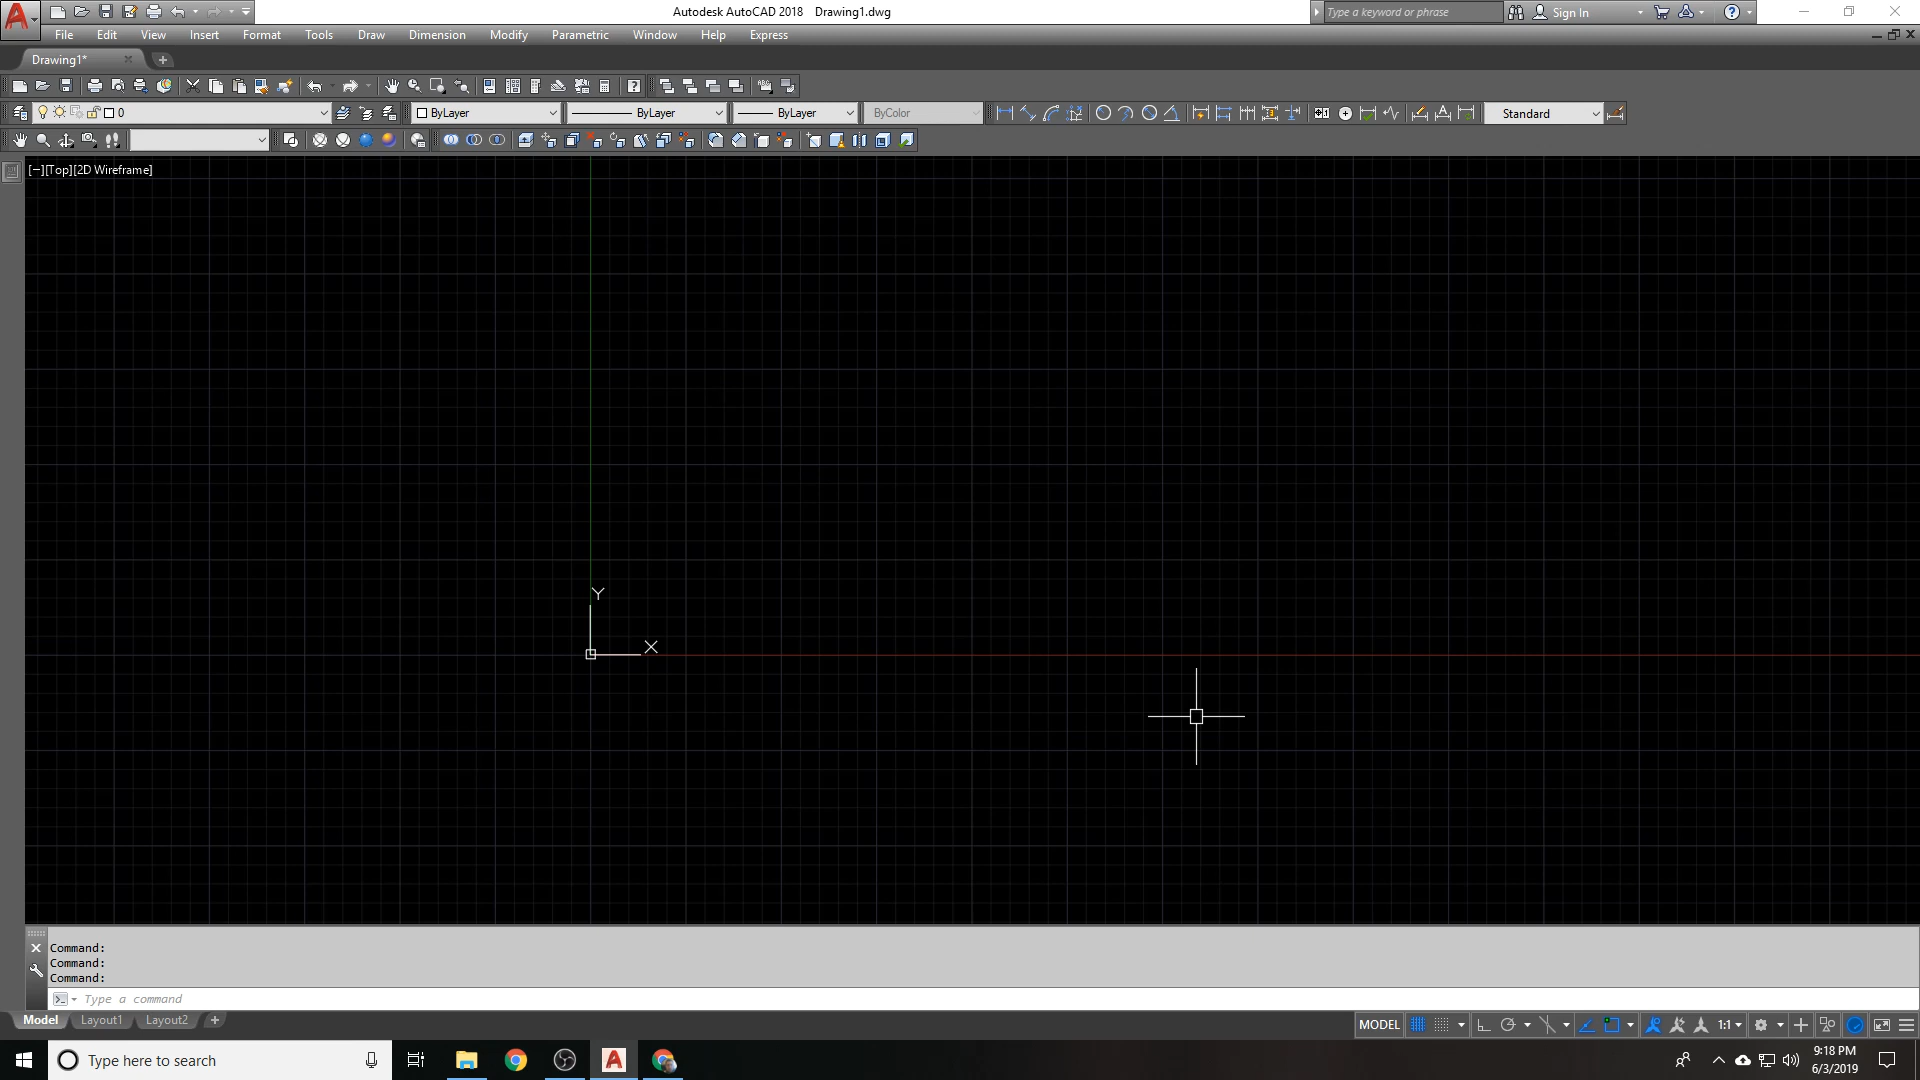 Autodesk AutoCAD 2018 Drawing1.dwg
Type a keyword or phrase
Sign In
File Edit View Insert Format Tools Draw Dimension Modify Parametric Window Help Express
Drawing1*
0 ByLayer ByLayer ByLayer ByColor Standard
[−][Top][2D Wireframe]
Y
X
Command:
Command:
Command:
Type a command
Model Layout1 Layout2
MODEL 1:1
Type here to search
9:18 PM
6/3/2019